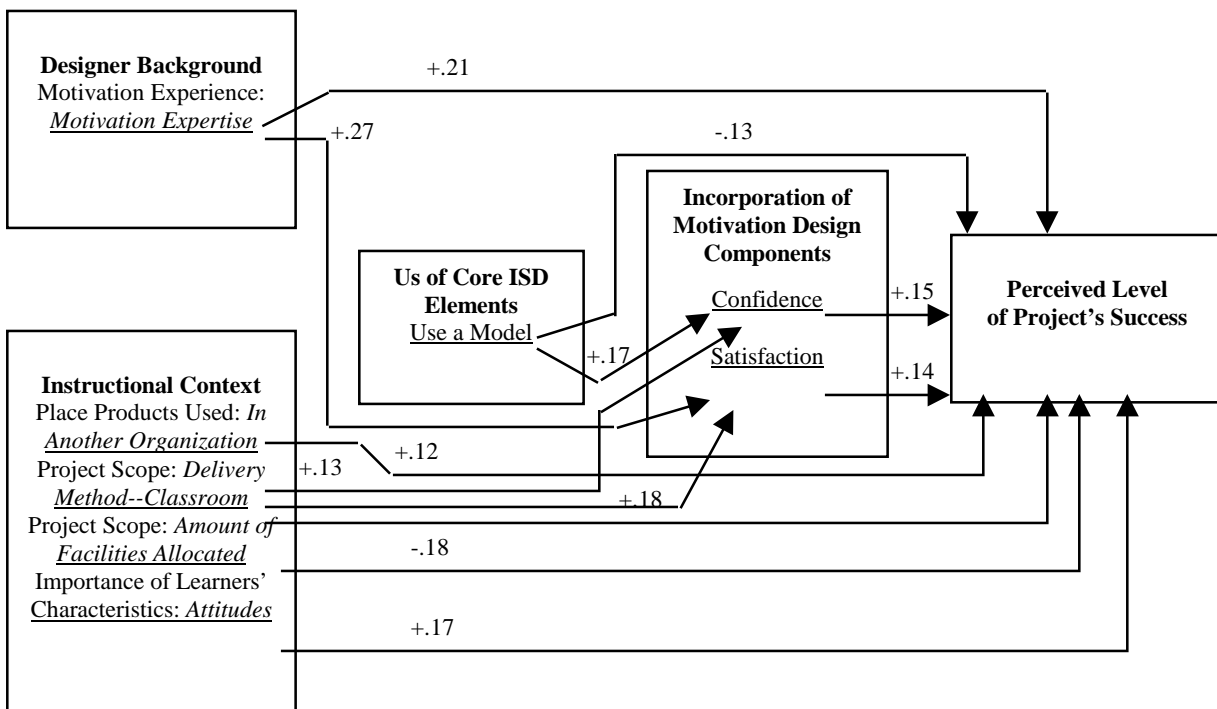 Designer Background
Motivation Experience:
Motivation Expertise
+.21
+.27
-.13
Incorporation of
Motivation Design
Components
Confidence
Satisfaction
Us of Core ISD
Elements
Use a Model
+.17
+.15
+.14
Perceived Level
of Project’s Success
Instructional Context
Place Products Used: In
Another Organization
Project Scope: Delivery
Method--Classroom
Project Scope: Amount of
Facilities Allocated
Importance of Learners’
Characteristics: Attitudes
+.13
+.12
+.18
-.18
+.17